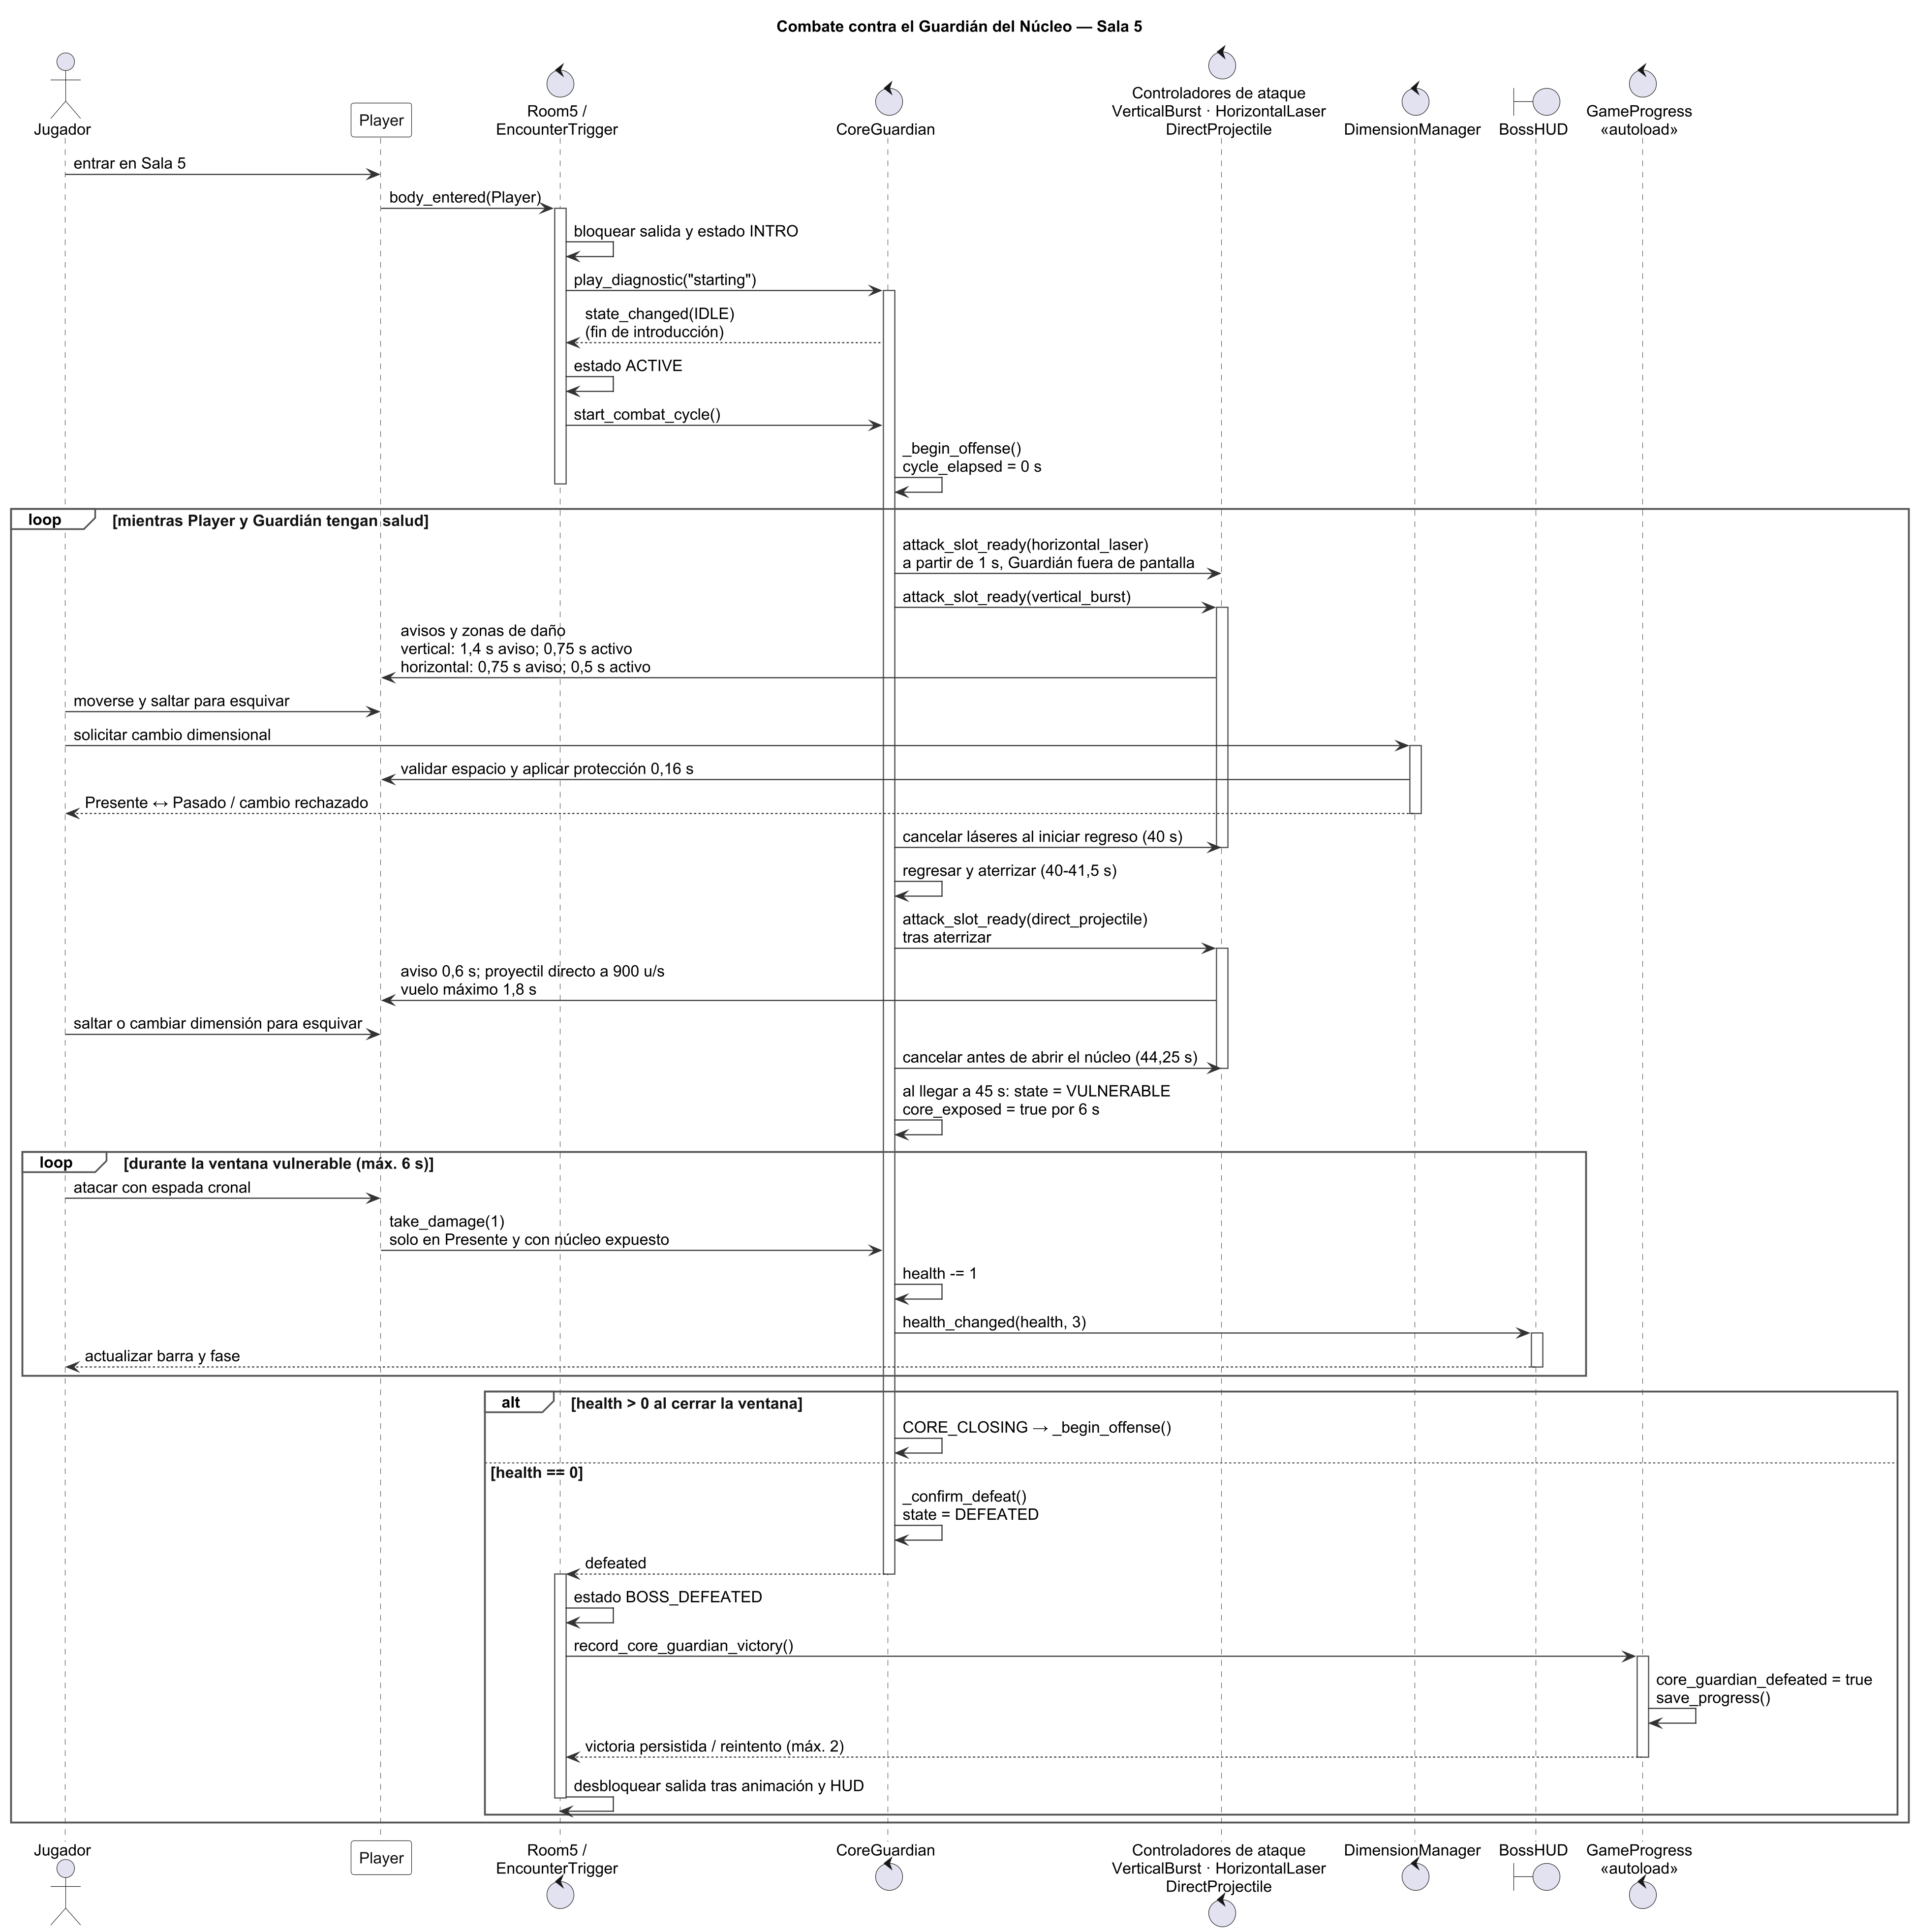 Combate contra el Guardián del Núcleo — Sala 5
Jugador
Player
Room5 /
EncounterTrigger
CoreGuardian
Controladores de ataque
VerticalBurst · HorizontalLaser
DirectProjectile
DimensionManager
BossHUD
GameProgress
«autoload»
entrar en Sala 5
body_entered(Player)
bloquear salida y estado INTRO
play_diagnostic("starting")
state_changed(IDLE)
(fin de introducción)
estado ACTIVE
start_combat_cycle()
_begin_offense()
cycle_elapsed = 0 s
loop [mientras Player y Guardián tengan salud]
attack_slot_ready(horizontal_laser)
a partir de 1 s, Guardián fuera de pantalla
attack_slot_ready(vertical_burst)
avisos y zonas de daño
vertical: 1,4 s aviso; 0,75 s activo
horizontal: 0,75 s aviso; 0,5 s activo
moverse y saltar para esquivar
solicitar cambio dimensional
validar espacio y aplicar protección 0,16 s
Presente ↔ Pasado / cambio rechazado
cancelar láseres al iniciar regreso (40 s)
regresar y aterrizar (40-41,5 s)
attack_slot_ready(direct_projectile)
tras aterrizar
aviso 0,6 s; proyectil directo a 900 u/s
vuelo máximo 1,8 s
saltar o cambiar dimensión para esquivar
cancelar antes de abrir el núcleo (44,25 s)
al llegar a 45 s: state = VULNERABLE
core_exposed = true por 6 s
loop [durante la ventana vulnerable (máx. 6 s)]
atacar con espada cronal
take_damage(1)
solo en Presente y con núcleo expuesto
health -= 1
health_changed(health, 3)
actualizar barra y fase
alt [health > 0 al cerrar la ventana]
CORE_CLOSING → _begin_offense()
[health == 0]
_confirm_defeat()
state = DEFEATED
defeated
estado BOSS_DEFEATED
record_core_guardian_victory()
core_guardian_defeated = true
save_progress()
victoria persistida / reintento (máx. 2)
desbloquear salida tras animación y HUD
Jugador
Player
Room5 /
EncounterTrigger
CoreGuardian
Controladores de ataque
VerticalBurst · HorizontalLaser
DirectProjectile
DimensionManager
BossHUD
GameProgress
«autoload»